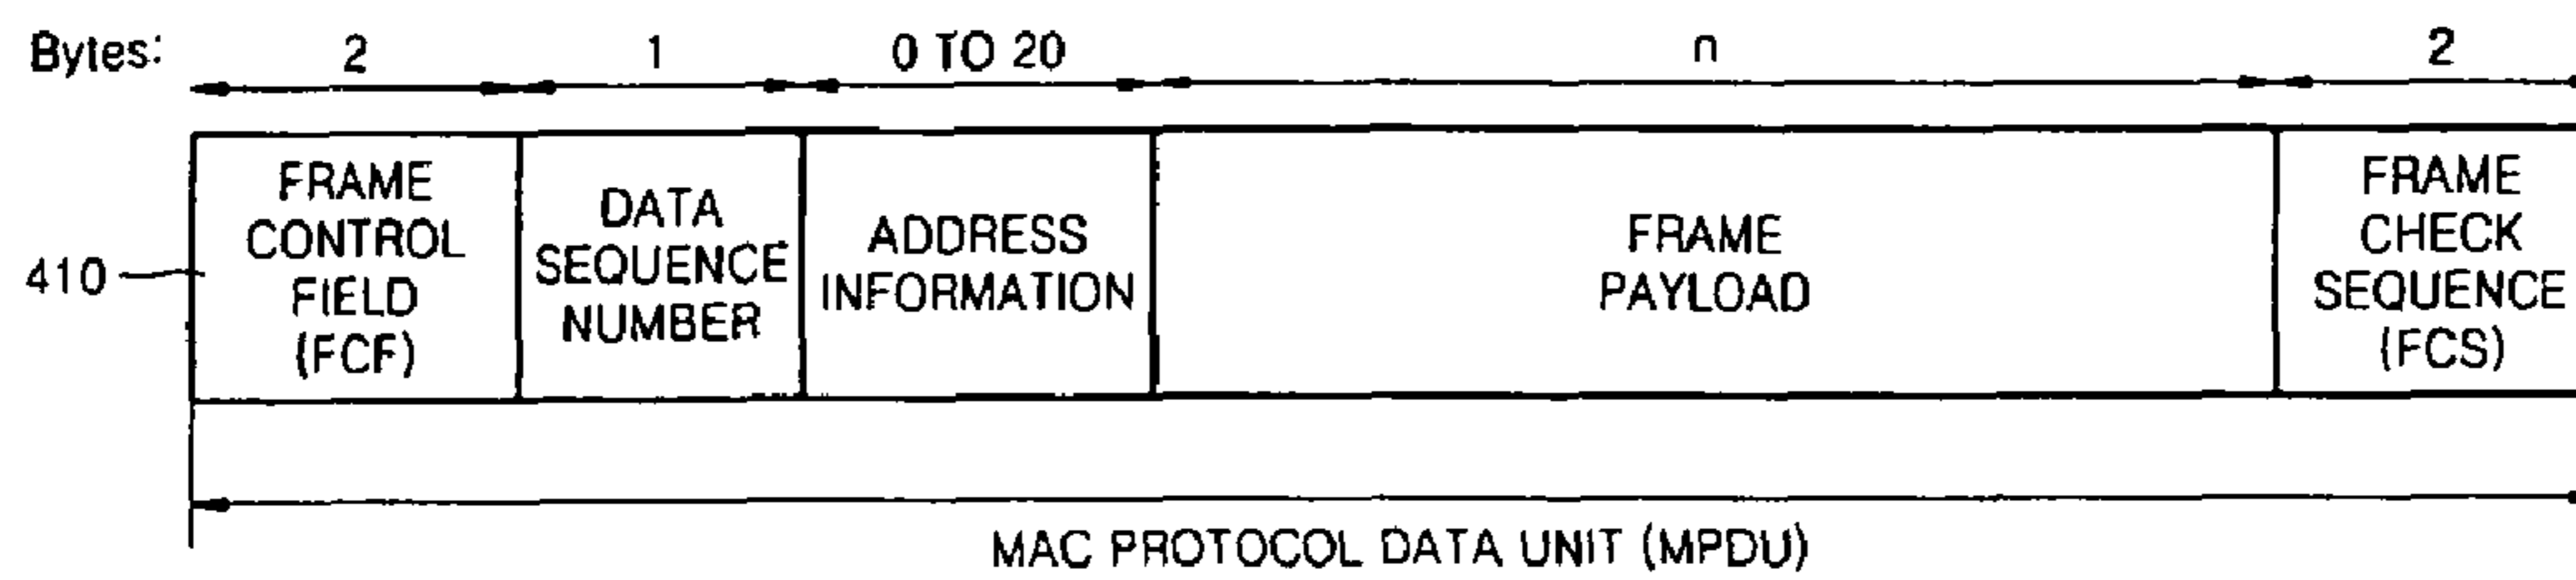 Bytes: 2 1 0 TO 20 n 2
FRAME
CONTROL
FIELD
(FCF)
DATA
SEQUENCE
NUMBER
ADDRESS
INFORMATION
FRAME
PAYLOAD
FRAME
CHECK
SEQUENCE
(FCS)
410
MAC PROTOCOL DATA UNIT (MPDU)